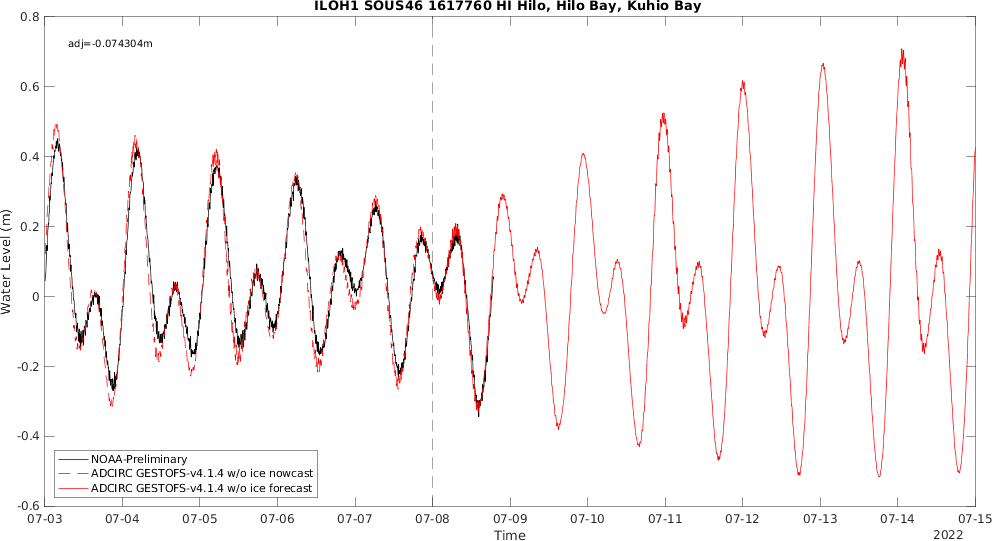 ILOH1 SOUS46 1617760 HI Hilo, Hilo Bay, Kuhio Bay
adj=-0.074304m
0.8
0.6
0.4
0.2
0
-0.2
-0.4
-0.6
Water Level (m)
NOAA-Preliminary
ADCIRC GESTOFS-v4.1.4 w/o ice nowcast
ADCIRC GESTOFS-v4.1.4 w/o ice forecast
07-03 07-04 07-05 07-06 07-07 07-08 07-09 07-10 07-11 07-12 07-13 07-14 07-15
Time
2022